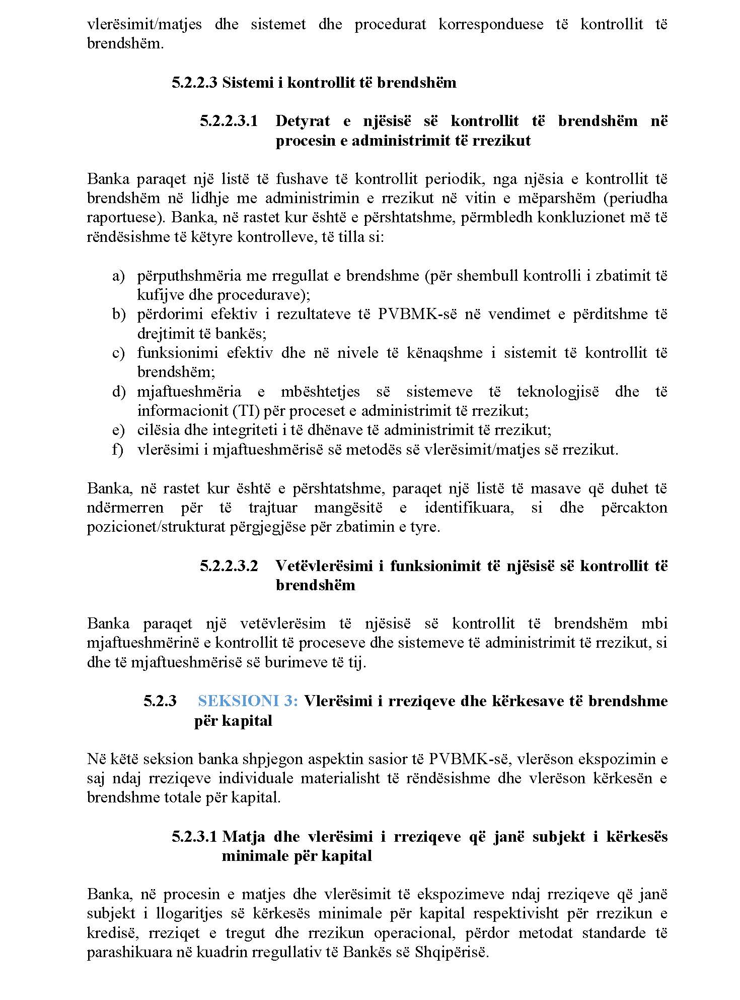 vlerësimit/matjes dhe sistemet dhe procedurat korresponduese të kontrollit të
brendshëm.
5.2.2.3 Sistemi i kontrollit të brendshëm
5.2.2.3.1 Detyrat e njësisë së kontrollit të brendshëm në
procesin e administrimit të rrezikut
Banka paraqet një listë të fushave të kontrollit periodik, nga njësia e kontrollit të
brendshëm në lidhje me administrimin e rrezikut në vitin e mëparshëm (periudha
raportuese). Banka, në rastet kur është e përshtatshme, përmbledh konkluzionet më të
rëndësishme të këtyre kontrolleve, të tilla si:
a) përputhshmëria me rregullat e brendshme (për shembull kontrolli i zbatimit të
kufijve dhe procedurave);
b) përdorimi efektiv i rezultateve të PVBMK-së në vendimet e përditshme të
drejtimit të bankës;
c) funksionimi efektiv dhe në nivele të kënaqshme i sistemit të kontrollit të
brendshëm;
d) mjaftueshmëria e mbështetjes së sistemeve të teknologjisë dhe të
informacionit (TI) për proceset e administrimit të rrezikut;
e) cilësia dhe integriteti i të dhënave të administrimit të rrezikut;
f) vlerësimi i mjaftueshmërisë së metodës së vlerësimit/matjes së rrezikut.
Banka, në rastet kur është e përshtatshme, paraqet një listë të masave që duhet të
ndërmerren për të trajtuar mangësitë e identifikuara, si dhe përcakton
pozicionet/strukturat përgjegjëse për zbatimin e tyre.
5.2.2.3.2 Vetëvlerësimi i funksionimit të njësisë së kontrollit të
brendshëm
Banka paraqet një vetëvlerësim të njësisë së kontrollit të brendshëm mbi
mjaftueshmërinë e kontrollit të proceseve dhe sistemeve të administrimit të rrezikut, si
dhe të mjaftueshmërisë së burimeve të tij.
5.2.3 SEKSIONI 3: Vlerësimi i rreziqeve dhe kërkesave të brendshme
për kapital
Në këtë seksion banka shpjegon aspektin sasior të PVBMK-së, vlerëson ekspozimin e
saj ndaj rreziqeve individuale materialisht të rëndësishme dhe vlerëson kërkesën e
brendshme totale për kapital.
5.2.3.1 Matja dhe vlerësimi i rreziqeve që janë subjekt i kërkesës
minimale për kapital
Banka, në procesin e matjes dhe vlerësimit të ekspozimeve ndaj rreziqeve që janë
subjekt i llogaritjes së kërkesës minimale për kapital respektivisht për rrezikun e
kredisë, rreziqet e tregut dhe rrezikun operacional, përdor metodat standarde të
parashikuara në kuadrin rregullativ të Bankës së Shqipërisë.